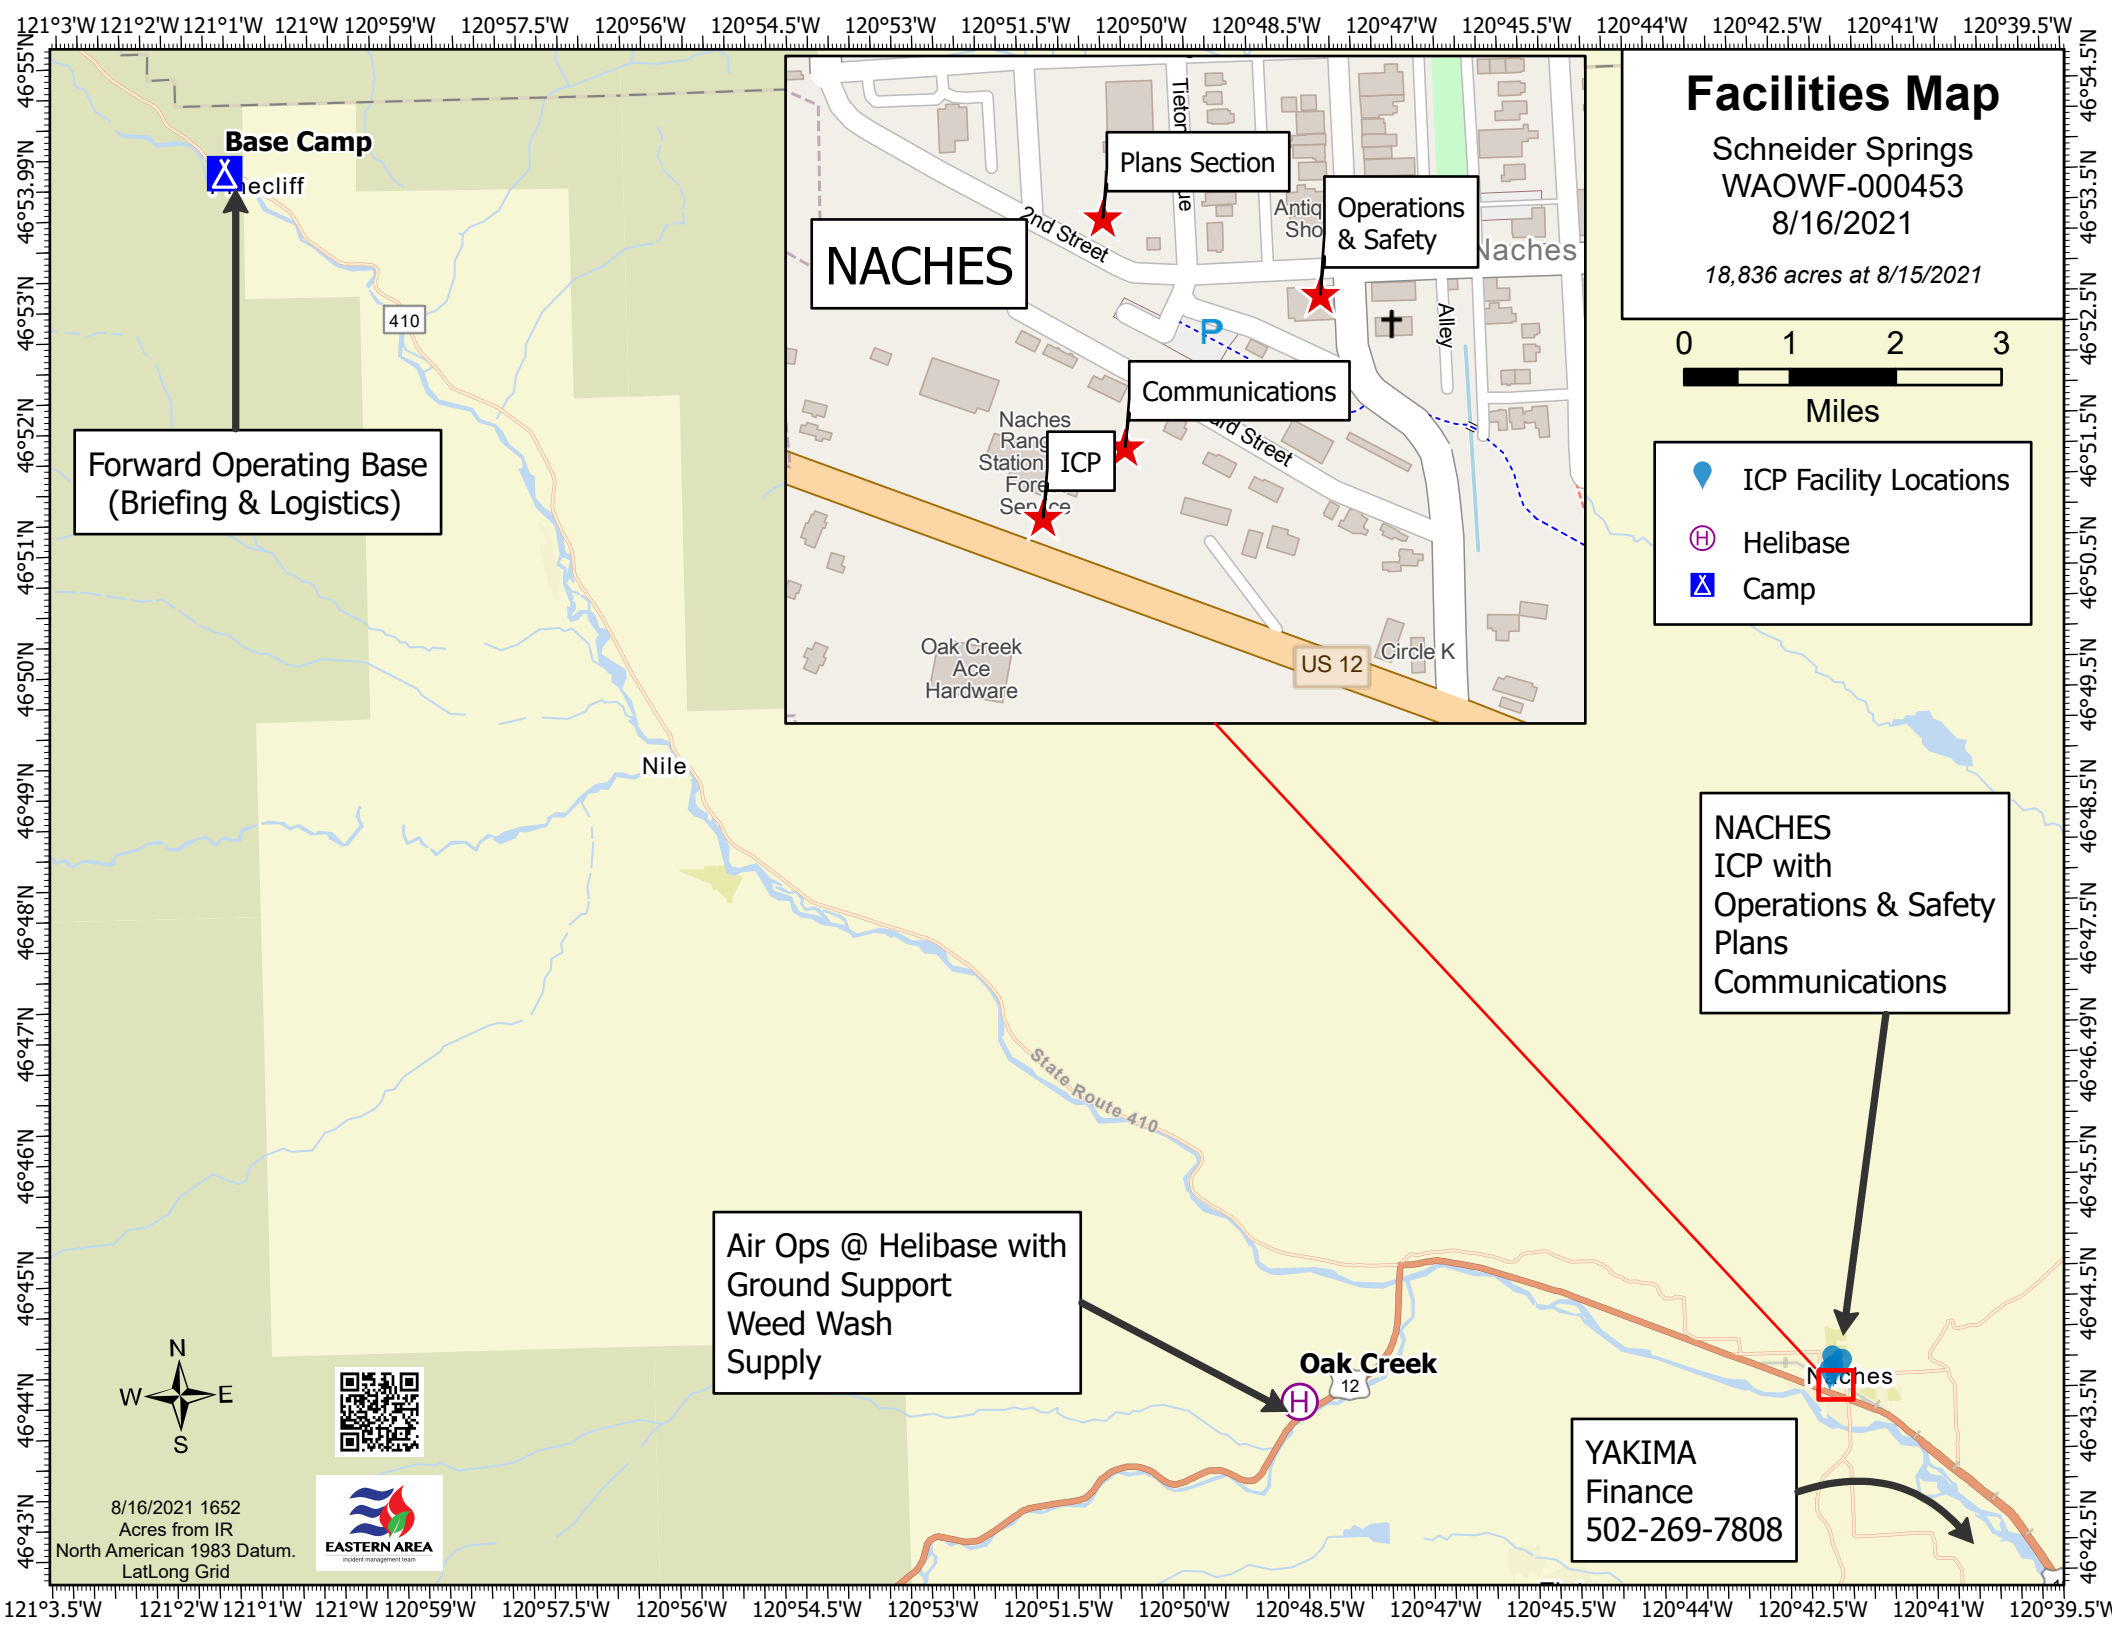 121°3'W 121°2'W 121°1'W 121°W 120°59'W 120°57.5'W 120°56'W 120°54.5'W 120°53'W 120°51.5'W 120°50'W 120°48.5'W 120°47'W 120°45.5'W 120°44'W 120°42.5'W 120°41'W 120°39.5'W
Facilities Map
Schneider Springs
WAOWF-000453
8/16/2021
18,836 acres at 8/15/2021
0 1 2 3
Miles
ICP Facility Locations
Helibase
Camp
Base Camp
410
Forward Operating Base
(Briefing & Logistics)
Nile
State Route 410
NACHES
Plans Section
Operations
& Safety
Naches
2nd Street
Alley
P
Communications
ICP
Naches
Station
Service
Street
Oak Creek
Ace
Hardware
US 12
Circle K
NACHES
ICP with
Operations & Safety
Plans
Communications
Air Ops @ Helibase with
Ground Support
Weed Wash
Supply
Oak Creek
12
H
Naches
YAKIMA
Finance
502-269-7808
N
W E
S
8/16/2021 1652
Acres from IR
North American 1983 Datum.
LatLong Grid
EASTERN AREA
incident management team
46°55'N
46°53.99'N
46°53'N
46°52'N
46°51'N
46°50'N
46°49'N
46°48'N
46°47'N
46°46'N
46°45'N
46°44'N
46°43'N
46°54.5'N
46°53.5'N
46°52.5'N
46°51.5'N
46°50.5'N
46°49.5'N
46°48.5'N
46°47.5'N
46°46.49'N
46°45.5'N
46°44.5'N
46°43.5'N
46°42.5'N
121°3.5'W 121°2'W 121°1'W 121°W 120°59'W 120°57.5'W 120°56'W 120°54.5'W 120°53'W 120°51.5'W 120°50'W 120°48.5'W 120°47'W 120°45.5'W 120°44'W 120°42.5'W 120°41'W 120°39.5'W